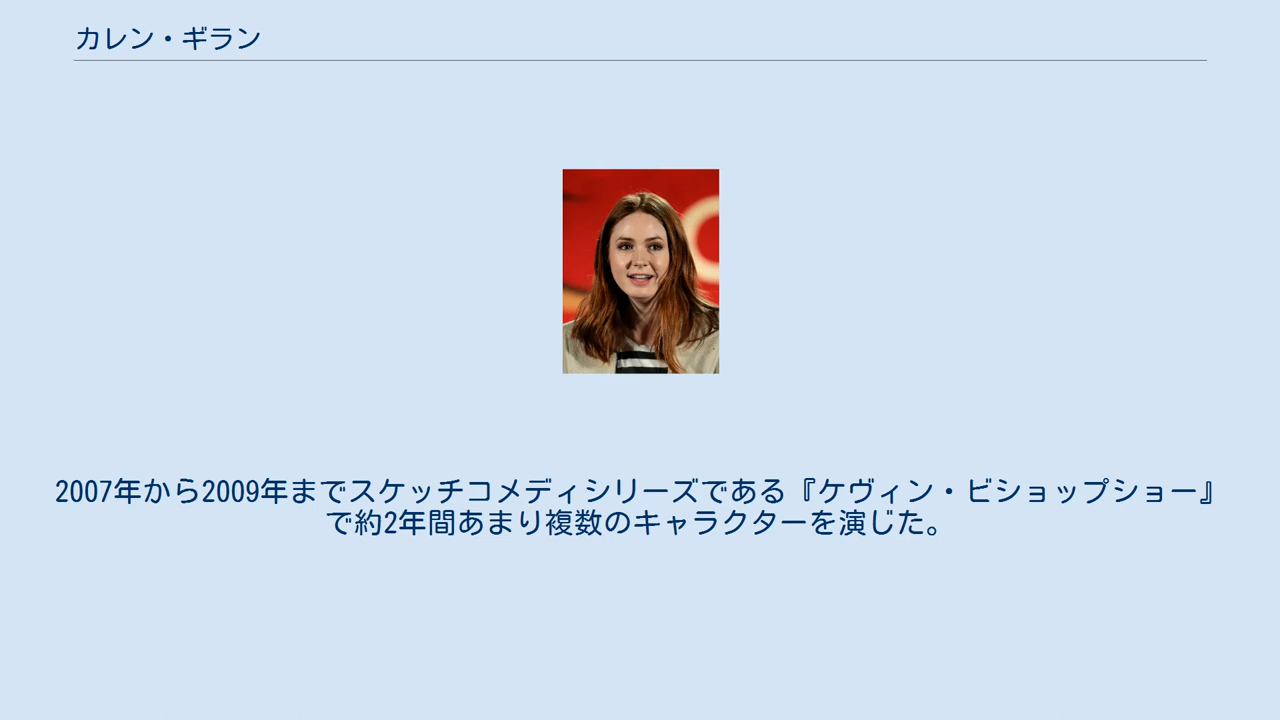 カレン・ギラン
2007年から2009年までスケッチコメディシリーズである『ケヴィン・ビショップショー』
で約2年間あまり複数のキャラクターを演じた。